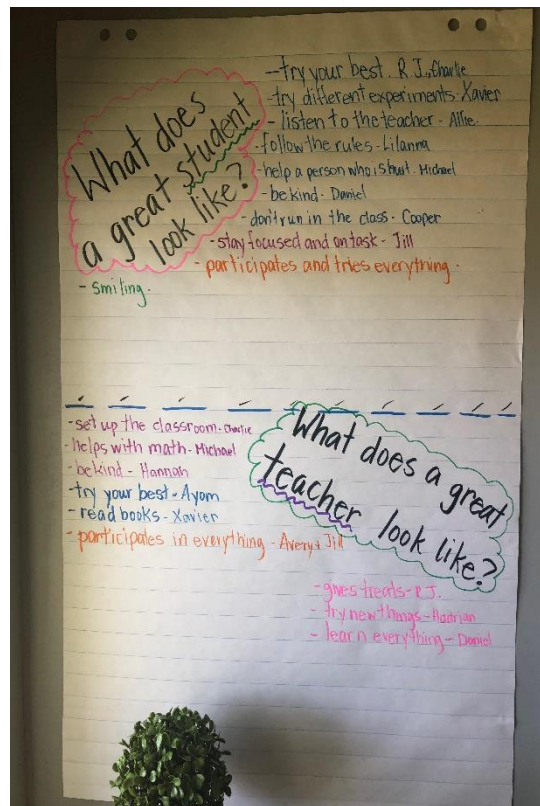 What does
a great student
look like?
- try your best. R J., Charlie
- try different experiments - Xavier
- listen to the teacher - Allie.
- follow the rules - Lilanna
- help a person who is hurt. Michael
- be kind - Daniel
- don't run in the class - Cooper
- stay focused and on task - Jill
- participates and tries everything -
- smiling.
- set up the classroom - Charlie
- helps with math - Michael
- be kind - Hannah
- try your best - Ayom
- read books - Xavier
- participates in everything - Avery + Jill
What does a great
teacher look like?
- gives treats - R J.
- try new things - Hadrian
- learn everything - Daniel